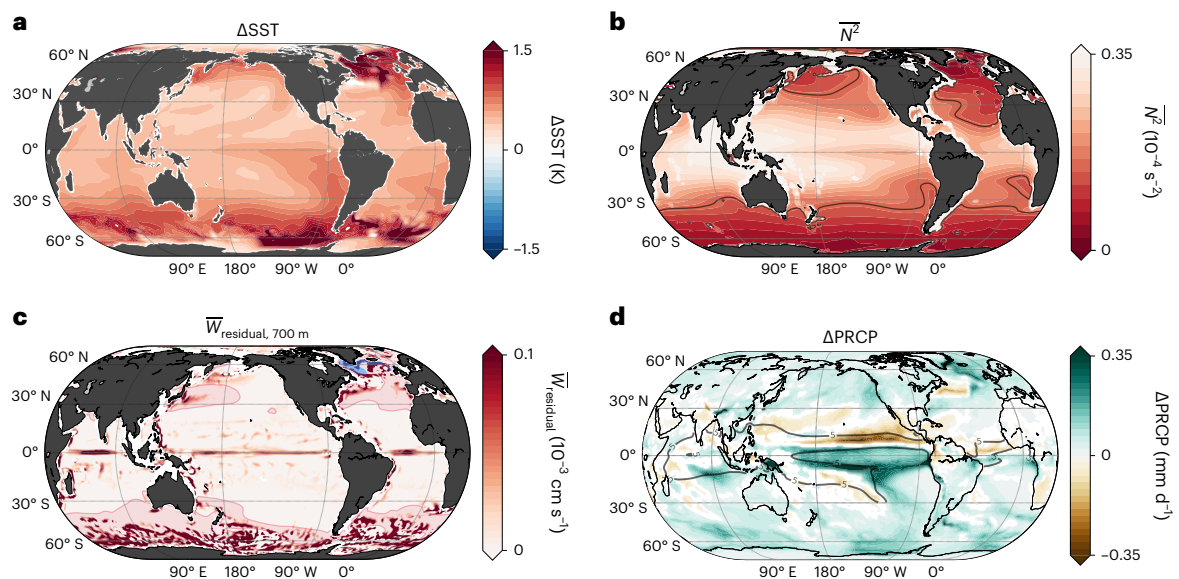 a
ΔSST
60° N
30° N
0°
30° S
60° S
90° E 180° 90° W 0°
1.5
0
−1.5
ΔSST (K)
b
N²
60° N
30° N
0°
30° S
60° S
90° E 180° 90° W 0°
0.35
0
N² (10⁻⁴ s⁻²)
c
W residual, 700 m
60° N
30° N
0°
30° S
60° S
90° E 180° 90° W 0°
0.1
0
W residual (10⁻³ cm s⁻¹)
d
ΔPRCP
60° N
30° N
0°
30° S
60° S
5
5
5
5
90° E 180° 90° W 0°
0.35
0
−0.35
ΔPRCP (mm d⁻¹)